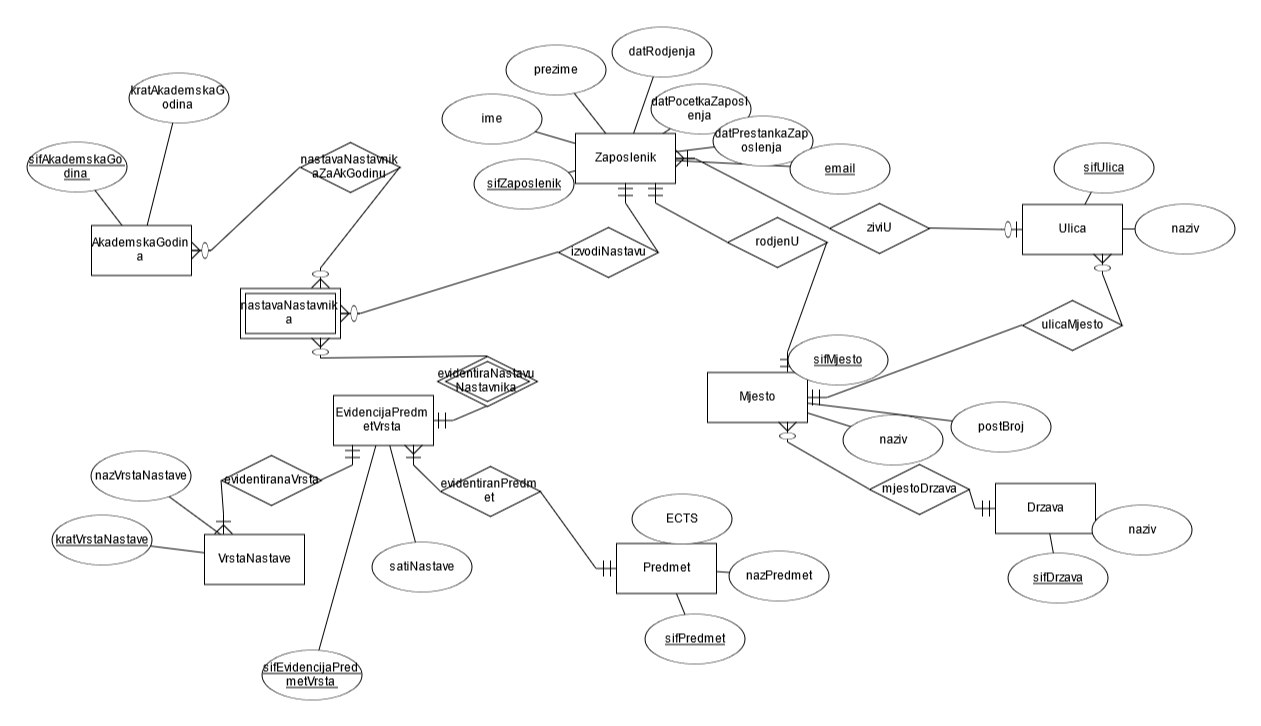 datRodjenja
prezime
kratAkademskaG
odina
datPocetkaZaposl
enja
ime
datPrestankaZap
oslenja
Zaposlenik
nastavaNastavnik
aZaAkGodinu
sifAkademskaGo
dina
email
sifUlica
sifZaposlenik
ziviU
Ulica
naziv
AkademskaGodin
a
izvodiNastavu
rodjenU
nastavaNastavnik
a
ulicaMjesto
sifMjesto
evidentiraNastavu
Nastavnika
Mjesto
EvidencijaPredm
etVrsta
postBroj
naziv
nazVrstaNastave
evidentiranaVrsta
evidentiranPredm
et
mjestoDrzava
Drzava
ECTS
naziv
kratVrstaNastave
VrstaNastave
satiNastave
Predmet
nazPredmet
sifDrzava
sifPredmet
sifEvidencijaPred
metVrsta